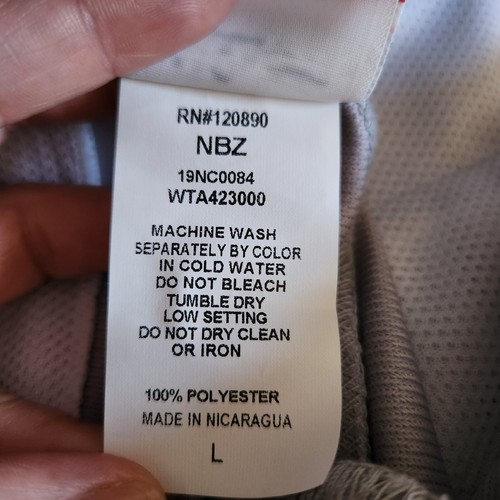 RN#120890
NBZ
19NC0084
WTA423000
MACHINE WASH
SEPARATELY BY COLOR
IN COLD WATER
DO NOT BLEACH
TUMBLE DRY
LOW SETTING
DO NOT DRY CLEAN
OR IRON
100% POLYESTER
MADE IN NICARAGUA
L